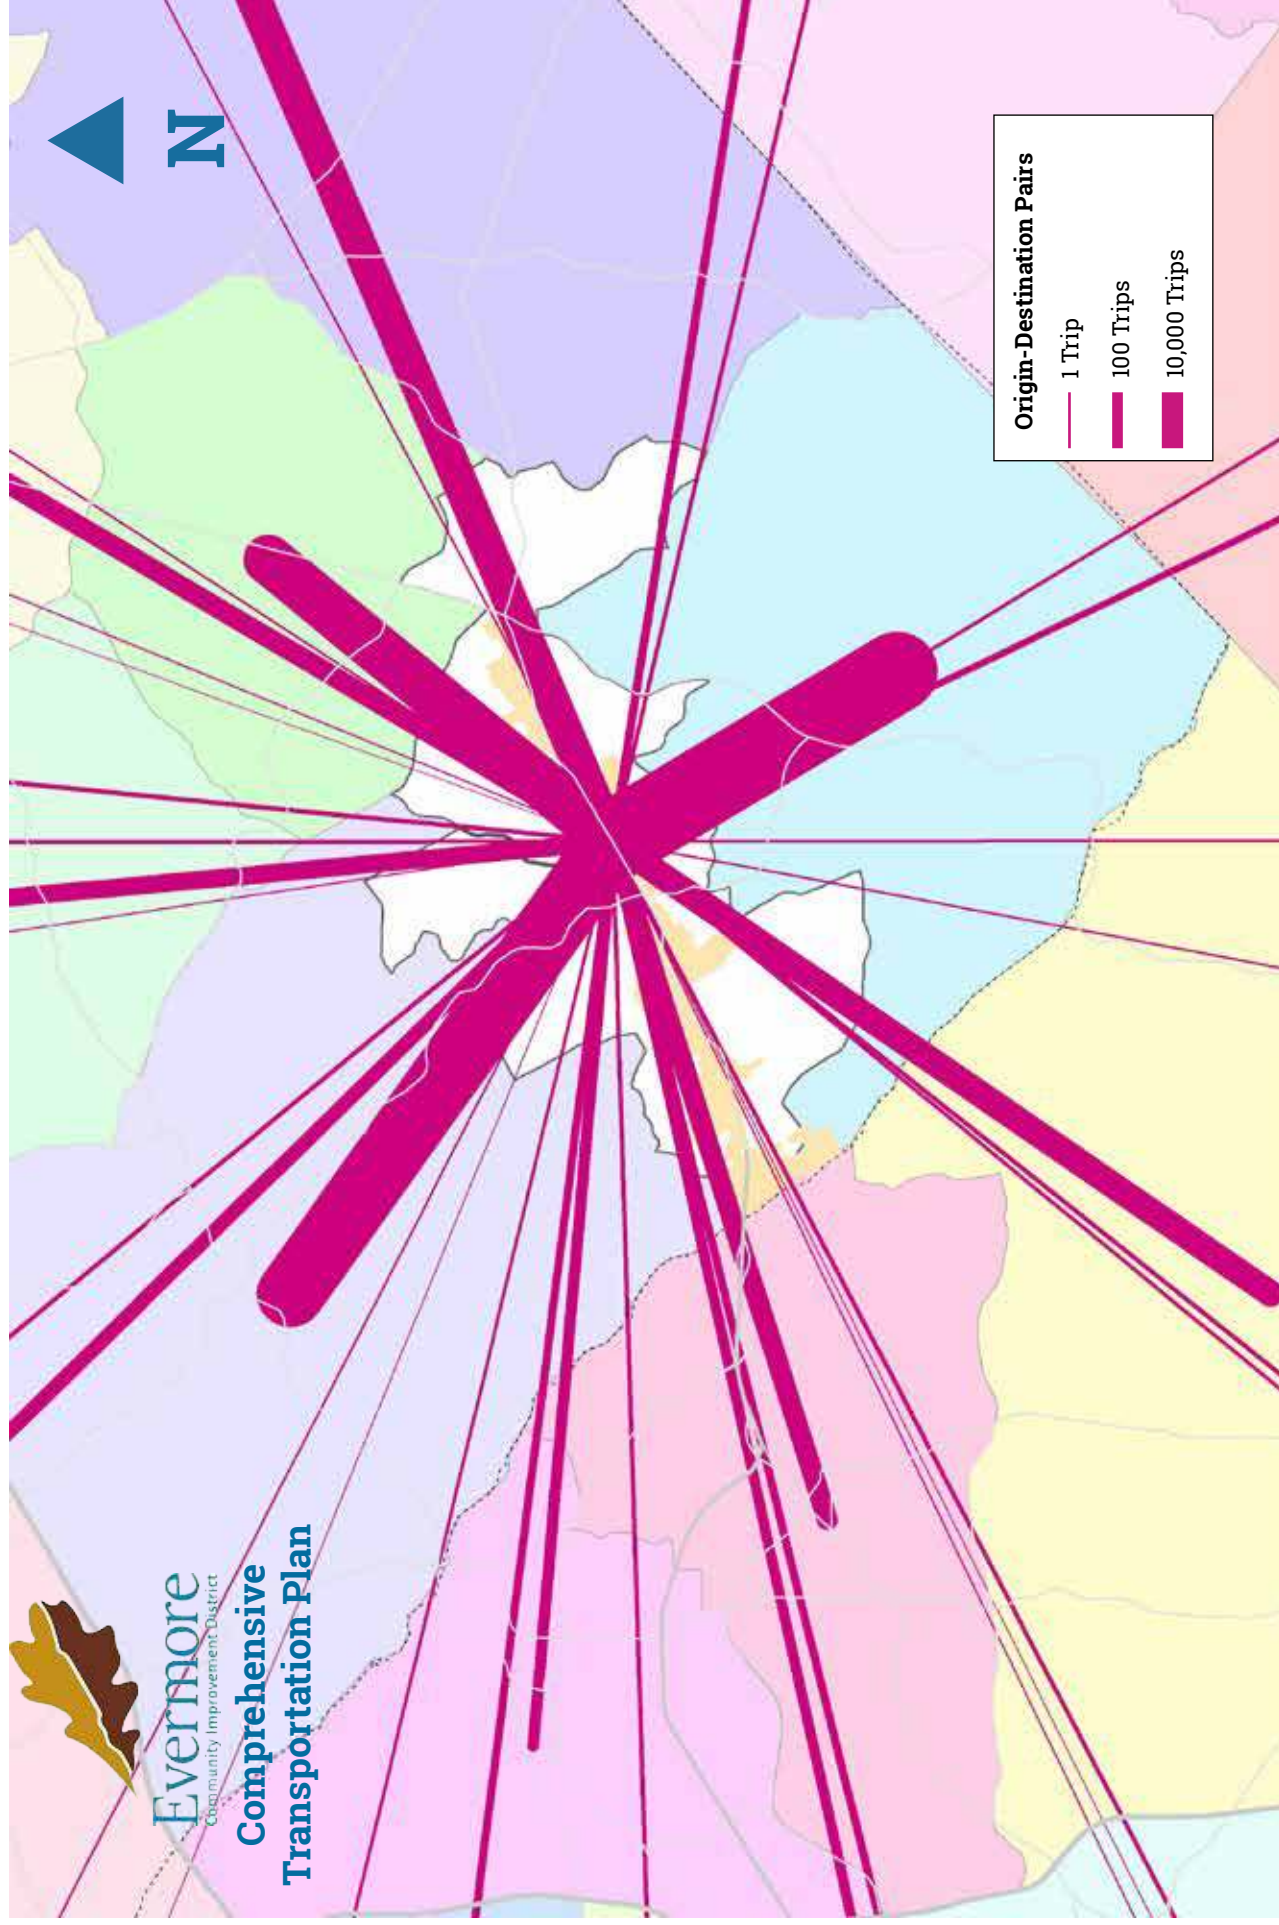 Evermore
Community Improvement District
Comprehensive
Transportation Plan
N
Origin-Destination Pairs
1 Trip
100 Trips
10,000 Trips